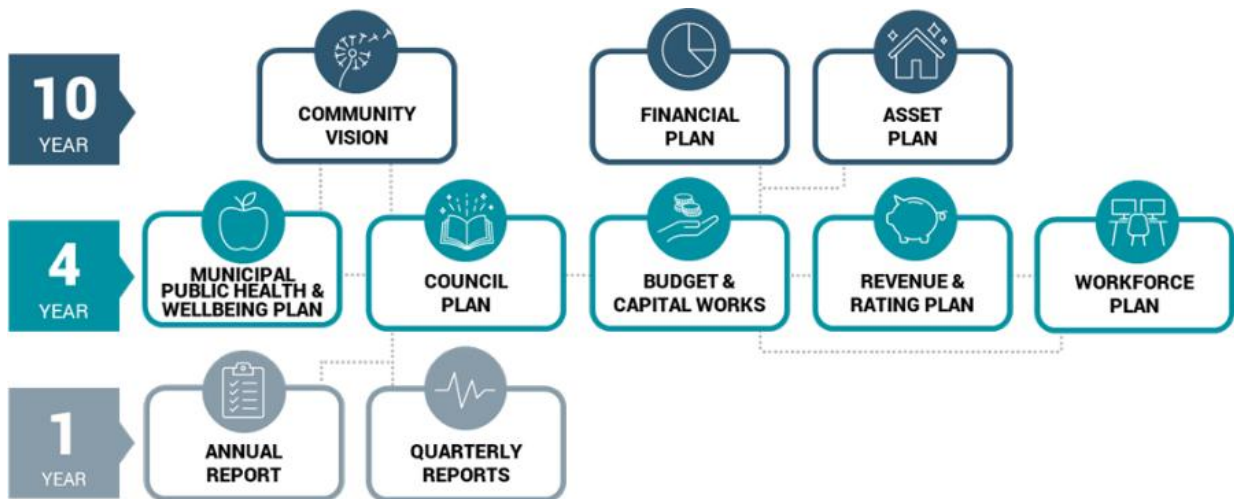 10
YEAR
COMMUNITY
VISION
FINANCIAL
PLAN
ASSET
PLAN
4
YEAR
MUNICIPAL
PUBLIC HEALTH &
WELLBEING PLAN
COUNCIL
PLAN
BUDGET &
CAPITAL WORKS
REVENUE &
RATING PLAN
WORKFORCE
PLAN
1
YEAR
ANNUAL
REPORT
QUARTERLY
REPORTS